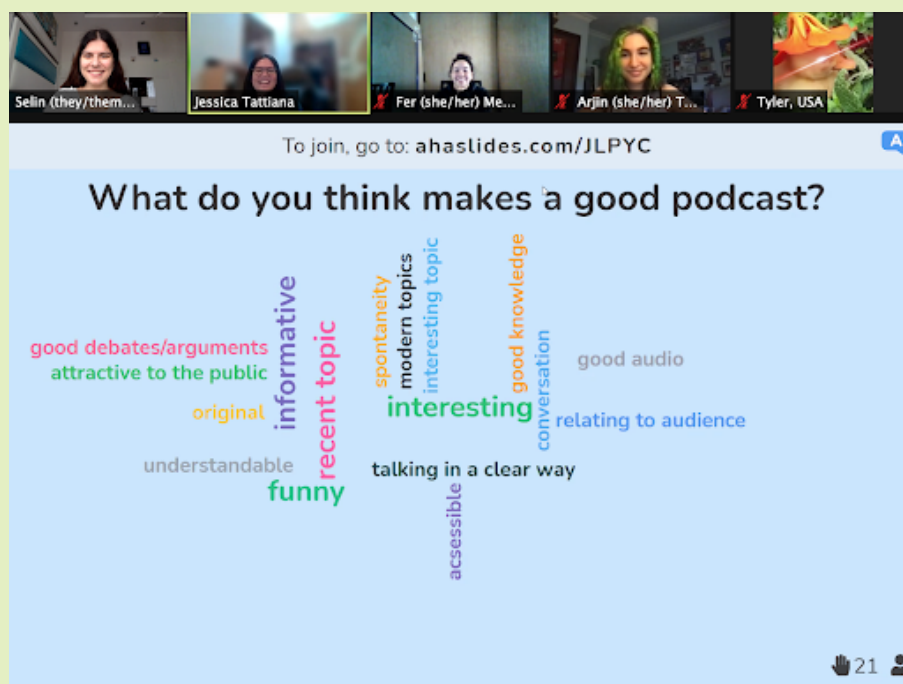 Selin (they/them...
Jessica Tattiana
Fer (she/her) Me...
Arjin (she/her) T...
Tyler, USA
To join, go to: ahaslides.com/JLPYC
A
What do you think makes a good podcast?
good debates/arguments
attractive to the public
original
understandable
funny
informative
recent topic
spontaneity
modern topics
interesting topic
interesting
good knowledge
conversation
good audio
relating to audience
talking in a clear way
acsessible
21